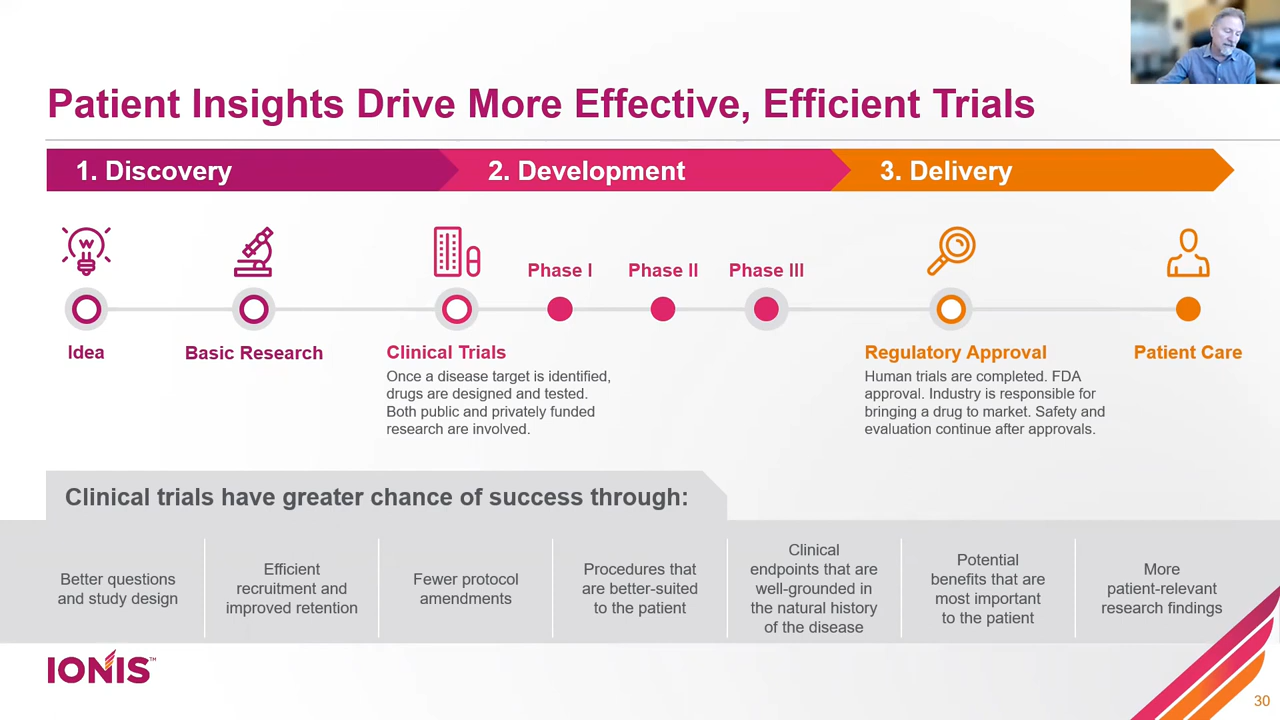 Patient Insights Drive More Effective, Efficient Trials
1. Discovery
2. Development
3. Delivery
Phase I
Phase II
Phase III
Idea
Basic Research
Clinical Trials
Once a disease target is identified,
drugs are designed and tested.
Both public and privately funded
research are involved.
Regulatory Approval
Human trials are completed. FDA
approval. Industry is responsible for
bringing a drug to market. Safety and
evaluation continue after approvals.
Patient Care
Clinical trials have greater chance of success through:
Better questions
and study design
Efficient
recruitment and
improved retention
Fewer protocol
amendments
Procedures that
are better-suited
to the patient
Clinical
endpoints that are
well-grounded in
the natural history
of the disease
Potential
benefits that are
most important
to the patient
More
patient-relevant
research findings
IONIS™
30